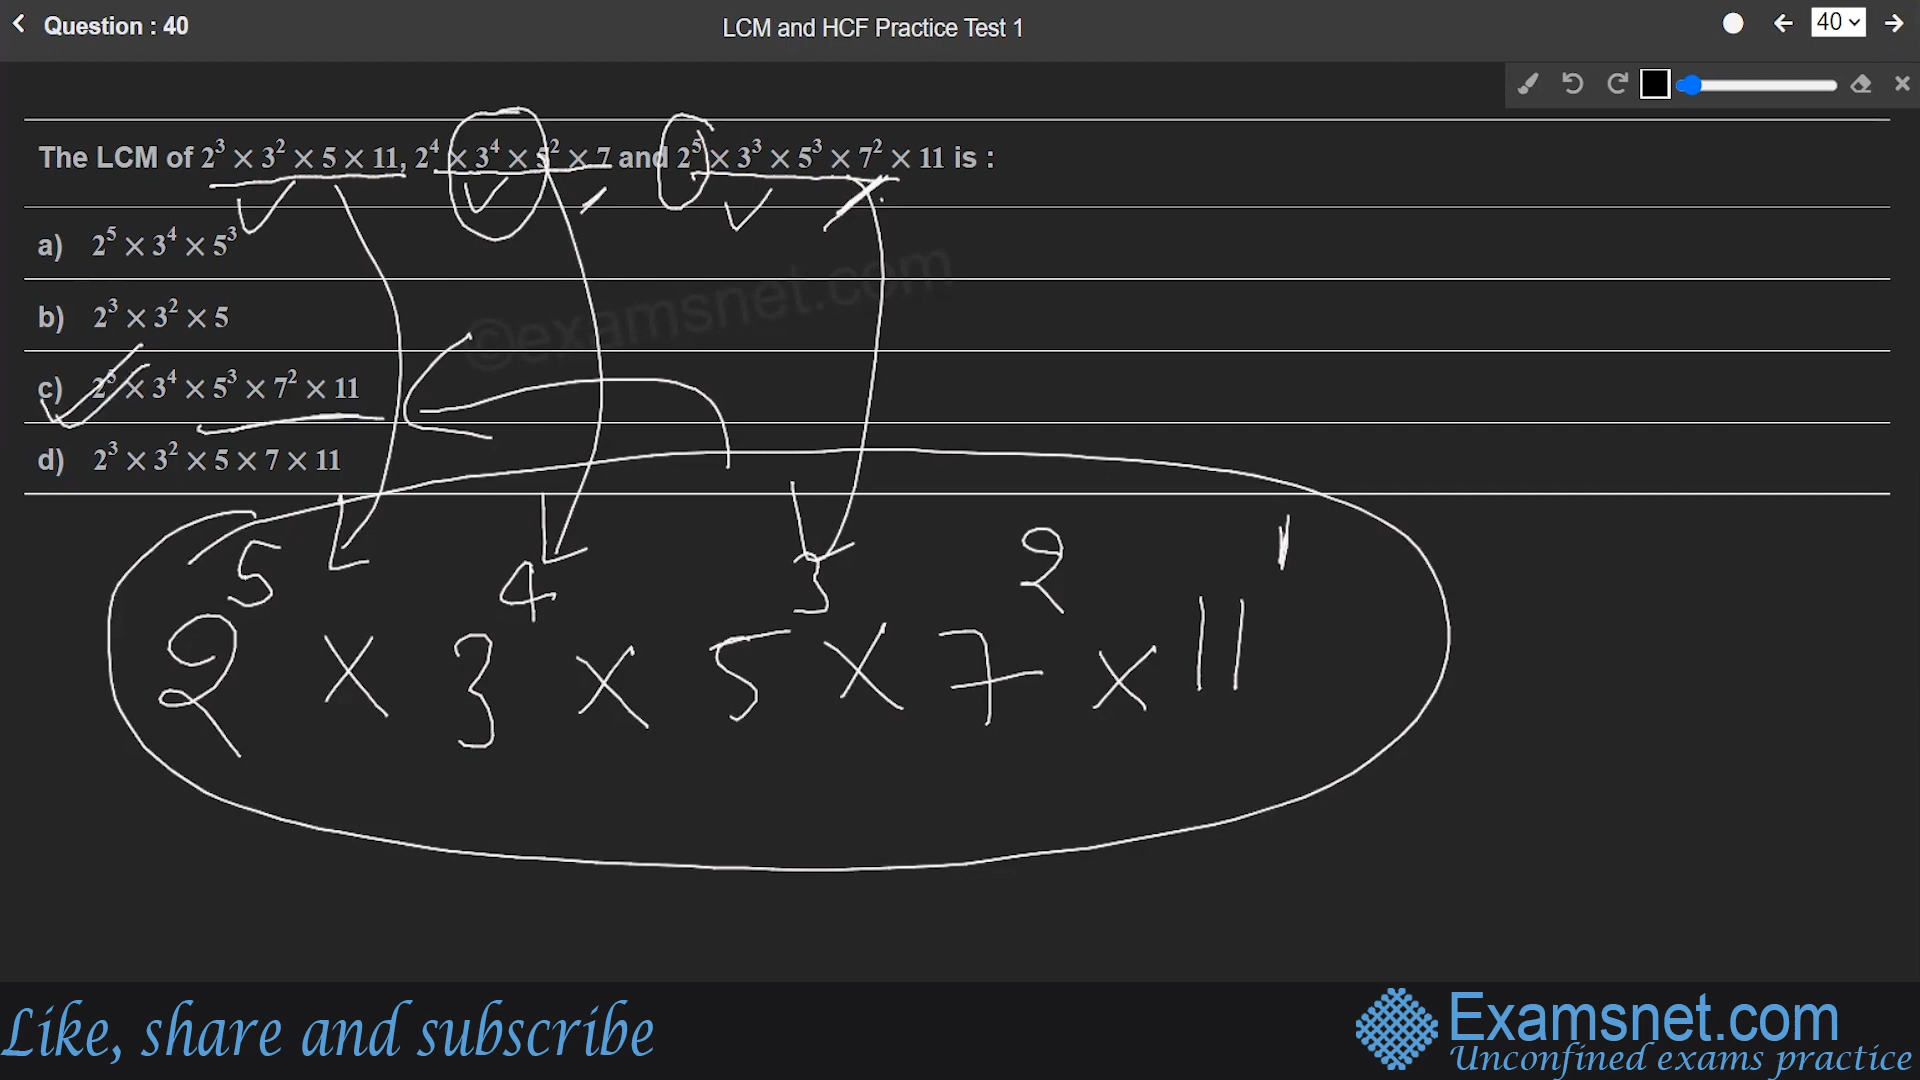 Question : 40
LCM and HCF Practice Test 1
40
The LCM of 2³ × 3² × 5 × 11, 2⁴ × 3⁴ × 5² × 7 and 2⁵ × 3³ × 5³ × 7² × 11 is :
a) 2⁵ × 3⁴ × 5³
b) 2³ × 3² × 5
c) 2⁵ × 3⁴ × 5³ × 7² × 11
d) 2³ × 3² × 5 × 7 × 11
©examsnet.com
2⁵ × 3⁴ × 5³ × 7² × 11¹
Like, share and subscribe
Examsnet.com
Unconfined exams practice